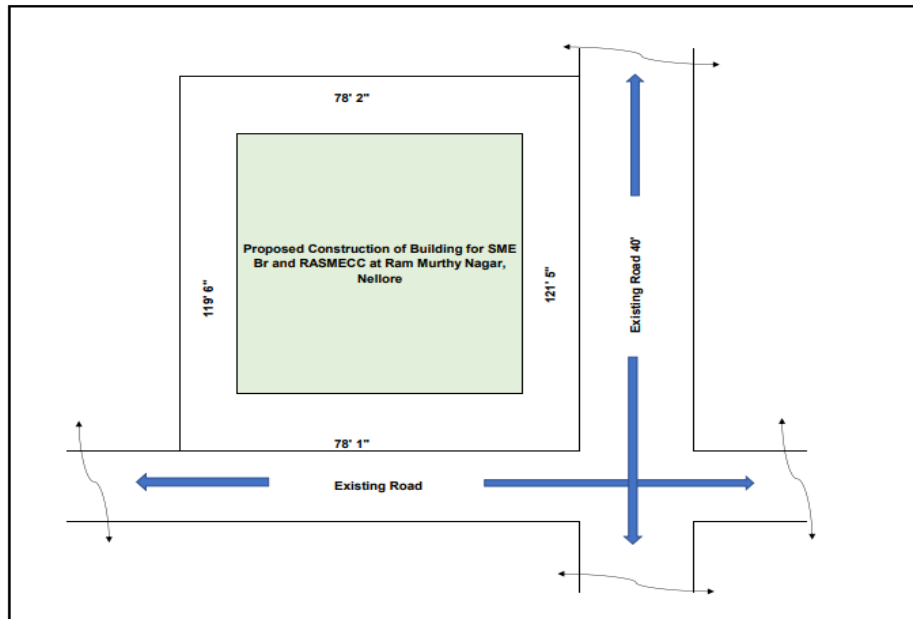 78' 2"
Proposed Construction of Building for SME
Br and RASMECC at Ram Murthy Nagar,
Nellore
119' 6"
121' 5"
Existing Road 40'
78' 1"
Existing Road